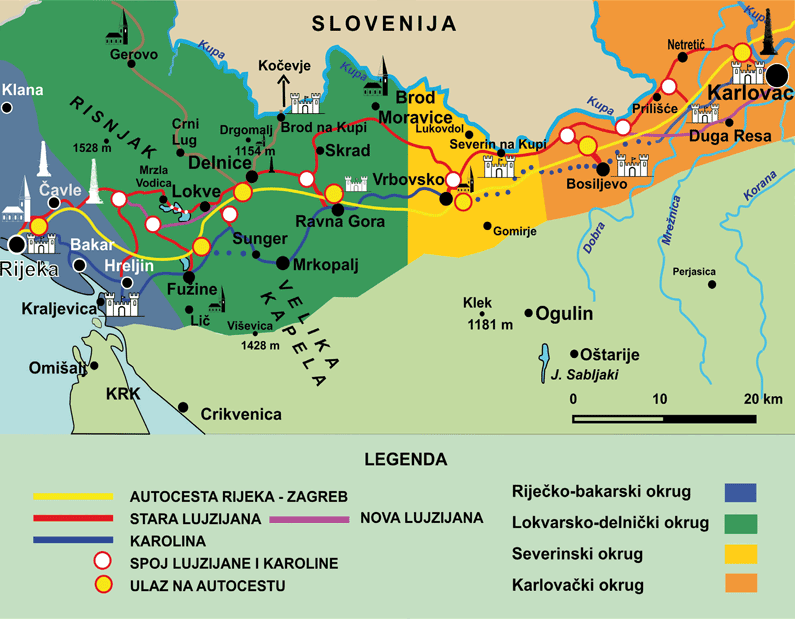 SLOVENIJA
Kupa
Gerovo
Kupa
Kočevje
Kupa
Netretić
Klana
Karlovac
Brod
Moravice
Kupa
Prilišće
RISNJAK
Crni
Lug
Drgomalj
1154 m
Brod na Kupi
Lukovdol
Duga Resa
1528 m
Severin na Kupi
Skrad
Delnice
Mrzla
Vodica
Vrbovsko
Bosiljevo
Korana
Čavle
Lokve
Mrežnica
Ravna Gora
Gomirje
Dobra
Bakar
Sunger
Rijeka
Hreljin
Mrkopalj
Perjasica
Fužine
VELIKA
KAPELA
Kraljevica
Lič
Viševica
1428 m
Klek
1181 m
Ogulin
Oštarije
J. Sabljaki
Omišalj
KRK
Crikvenica
0 10 20 km
LEGENDA
AUTOCESTA RIJEKA - ZAGREB
STARA LUJZIJANA
NOVA LUJZIJANA
KAROLINA
SPOJ LUJZIJANE I KAROLINE
ULAZ NA AUTOCESTU
Riječko-bakarski okrug
Lokvarsko-delnički okrug
Severinski okrug
Karlovački okrug